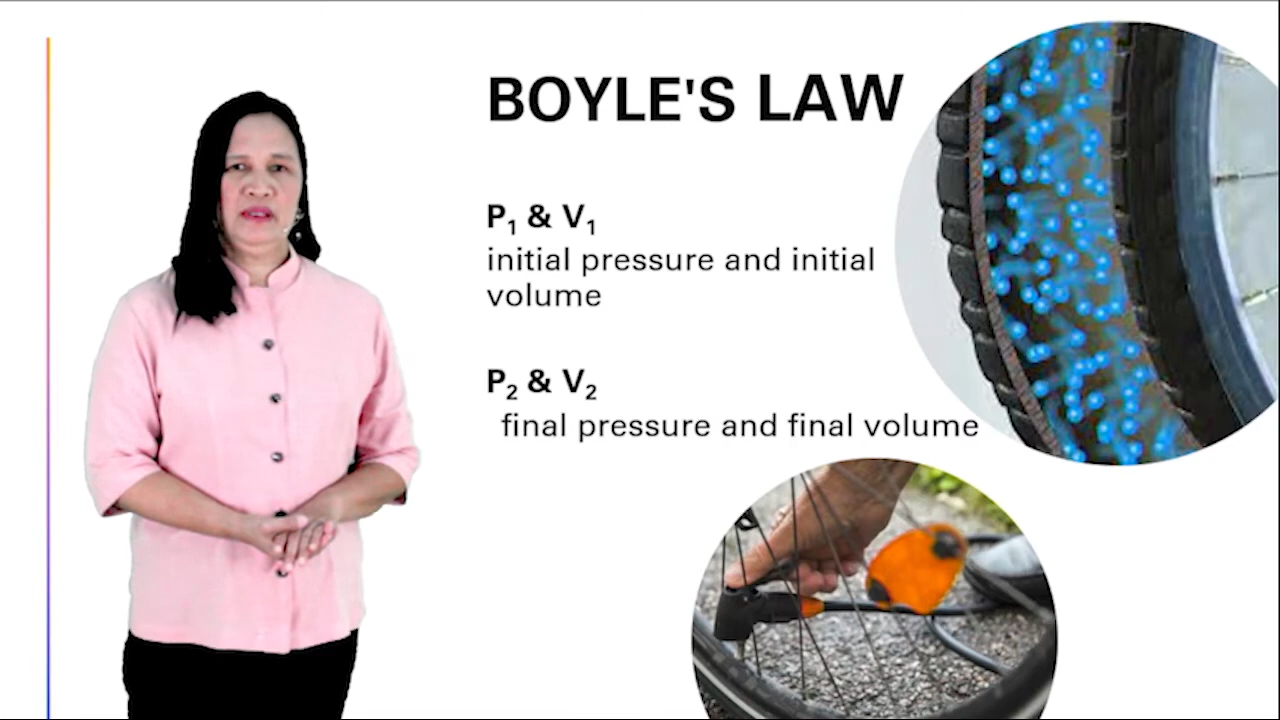 BOYLE'S LAW
P₁ & V₁
initial pressure and initial
volume
P₂ & V₂
final pressure and final volume